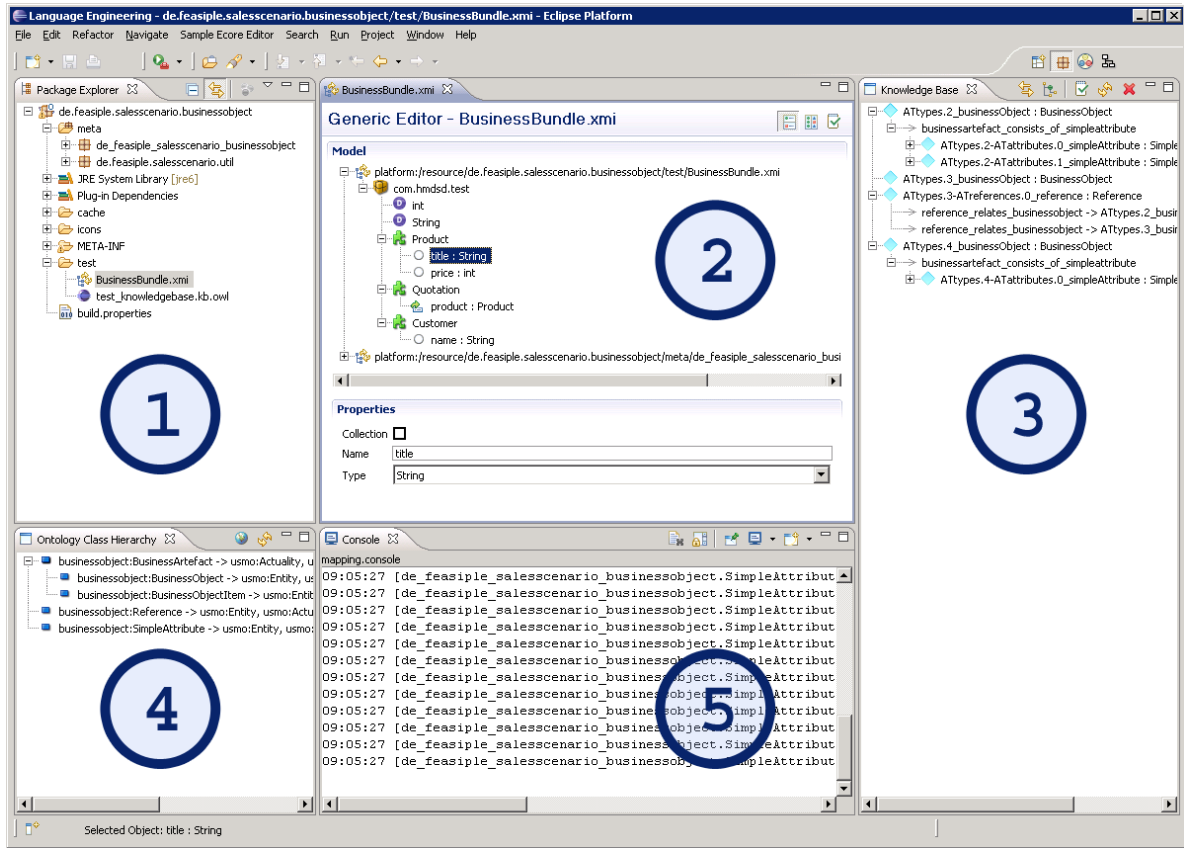 Language Engineering - de.feasiple.salesscenario.businessobject/test/BusinessBundle.xmi - Eclipse Platform
File Edit Refactor Navigate Sample Ecore Editor Search Run Project Window Help
Package Explorer
de.feasiple.salesscenario.businessobject
meta
de_feasiple_salesscenario_businessobject
de.feasiple.salesscenario.util
JRE System Library [jre6]
Plug-in Dependencies
cache
icons
META-INF
test
BusinessBundle.xmi
test_knowledgebase.kb.owl
build.properties
1
BusinessBundle.xmi
Generic Editor - BusinessBundle.xmi
Model
platform:/resource/de.feasiple.salesscenario.businessobject/test/BusinessBundle.xmi
com.hmdsd.test
int
String
Product
title : String
price : int
Quotation
product : Product
Customer
name : String
platform:/resource/de.feasiple.salesscenario.businessobject/meta/de_feasiple_salesscenario_busi
2
Properties
Collection
Name title
Type String
Knowledge Base
ATtypes.2_businessObject : BusinessObject
businessartefact_consists_of_simpleattribute
ATtypes.2-ATattributes.0_simpleAttribute : Simple
ATtypes.2-ATattributes.1_simpleAttribute : Simple
ATtypes.3_businessObject : BusinessObject
ATtypes.3-ATreferences.0_reference : Reference
reference_relates_businessobject -> ATtypes.2_busir
reference_relates_businessobject -> ATtypes.3_busir
ATtypes.4_businessObject : BusinessObject
businessartefact_consists_of_simpleattribute
ATtypes.4-ATattributes.0_simpleAttribute : Simple
3
Ontology Class Hierarchy
businessobject:BusinessArtefact -> usmo:Actuality, u
businessobject:BusinessObject -> usmo:Entity, us
businessobject:BusinessObjectItem -> usmo:Entit
businessobject:Reference -> usmo:Entity, usmo:Actu
businessobject:SimpleAttribute -> usmo:Entity, usmo:
4
Console
mapping.console
09:05:27 [de_feasiple_salesscenario_businessobject.SimpleAttribut
09:05:27 [de_feasiple_salesscenario_businessobject.SimpleAttribut
09:05:27 [de_feasiple_salesscenario_businessobject.SimpleAttribut
09:05:27 [de_feasiple_salesscenario_businessobject.SimpleAttribut
09:05:27 [de_feasiple_salesscenario_businessobject.SimpleAttribut
09:05:27 [de_feasiple_salesscenario_businessobject.SimpleAttribut
09:05:27 [de_feasiple_salesscenario_businessobject.SimpleAttribut
09:05:27 [de_feasiple_salesscenario_businessobject.SimpleAttribut
09:05:27 [de_feasiple_salesscenario_businessobject.SimpleAttribut
09:05:27 [de_feasiple_salesscenario_businessobject.SimpleAttribut
09:05:27 [de_feasiple_salesscenario_businessobject.SimpleAttribut
09:05:27 [de_feasiple_salesscenario_businessobject.SimpleAttribut
5
Selected Object: title : String